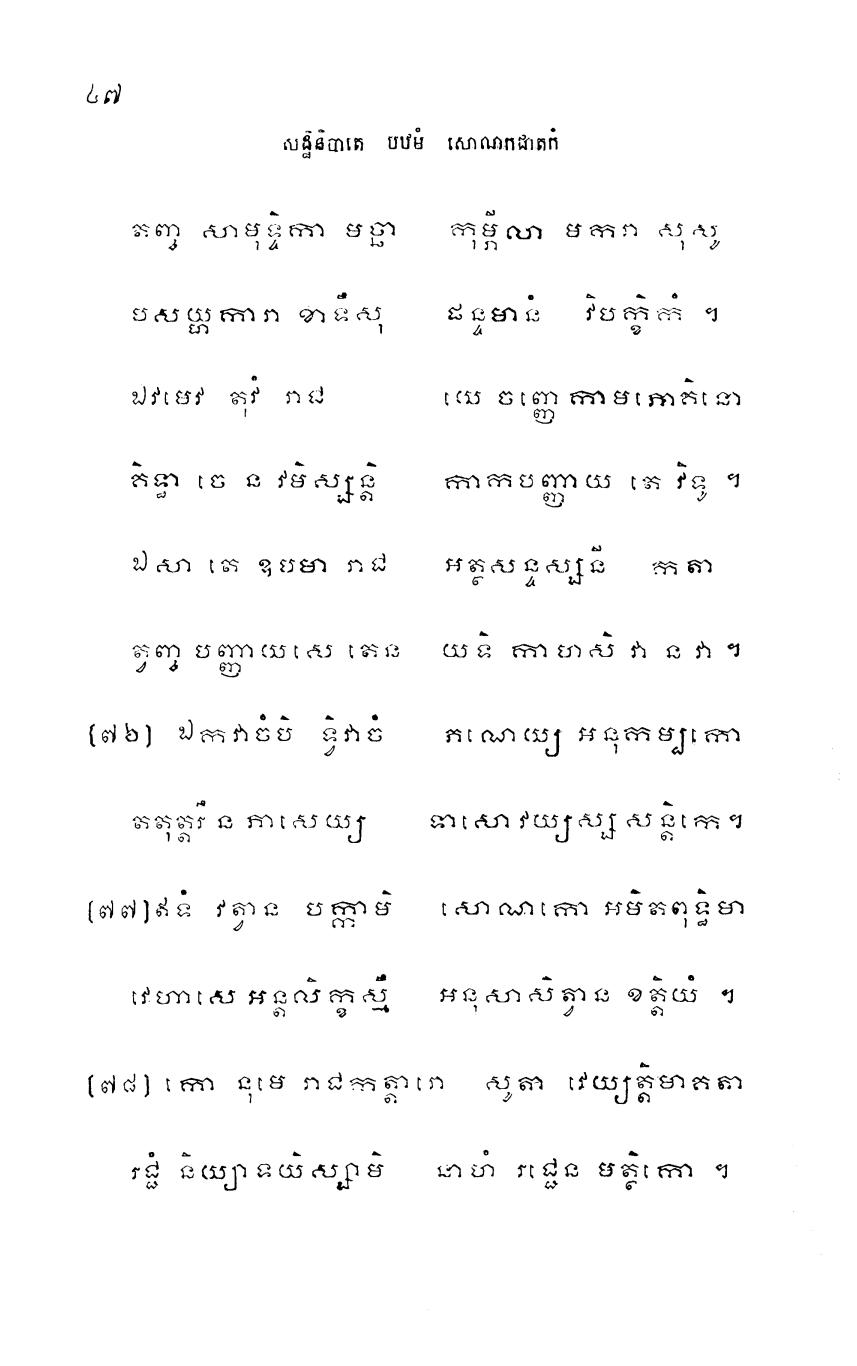 ៤៧
សដ្ឋិនិបាតេ បឋមំ សោណកជាតកំ
តញ្ច សាមុទ្ទិកា មច្ឆា កុម្ភីលា មករា សុសូ
បសយ្ហការា ខាទឹសុ ផន្ទមានំ វិបក្ខិកំ ។
ឯវមេវ តុវំ រាជ យេ ចញ្ញេ កាមភោគិនោ
គិទ្ធា ចេ ន វមិស្សន្តិ កាកបញ្ញាយ តេ វិទូ ។
ឯសា តេ ឧបមា រាជ អត្ថសន្ទស្សនី កតា
ត្វញ្ច បញ្ញាយសេ តេន យទិ កាហសិ វា ន វា ។
[៧៦] ឯកវាចំបិ ទ្វិវាចំ ភណេយ្យ អនុកម្បកោ
តតុត្តរឹ ន ភាសេយ្យ ទាសោវយ្យស្ស សន្តិកេ ។
[៧៧] ឥទំ វត្វាន បក្កាមិ សោណកោ អមិតពុទ្ធិមា
វេហាសេ អន្តលិក្ខស្មឹ អនុសាសិត្វាន ខត្តិយំ ។
[៧៨] កោ នុមេ រាជកត្តារោ សូតា វេយ្យត្តិមាគតា
រជ្ជំ និយ្យាទយិស្សាមិ នាហំ រជ្ជេន មត្ថិកោ ។